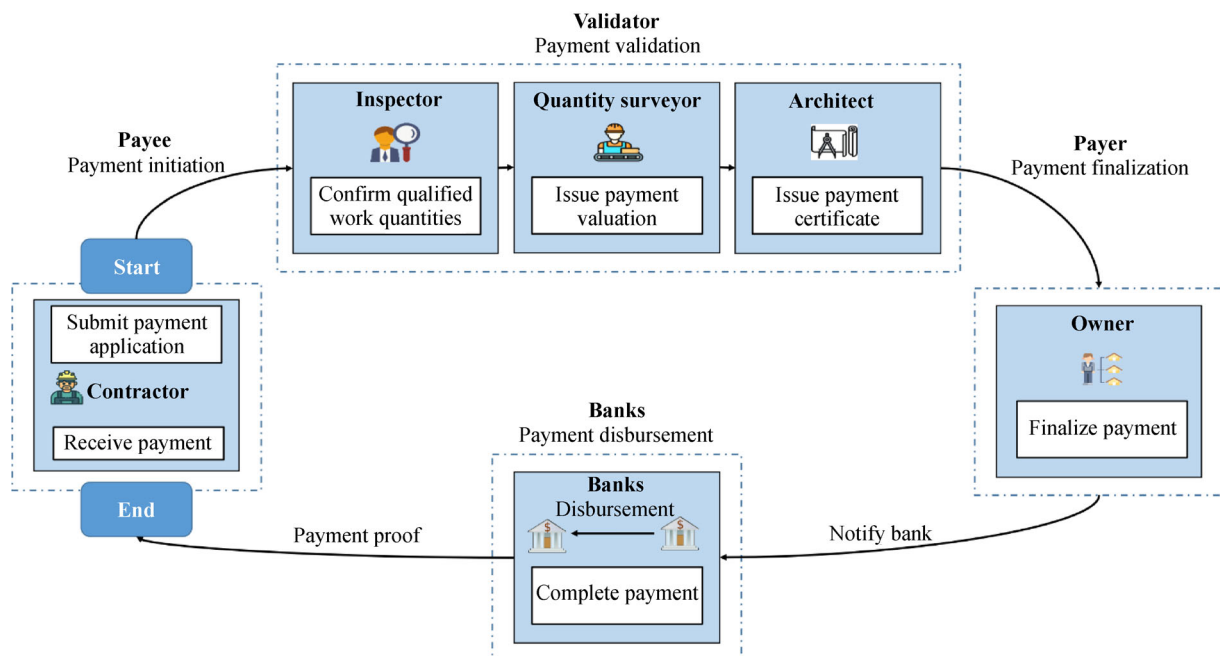 Validator
Payment validation
Inspector
Confirm qualified
work quantities
Quantity surveyor
Issue payment
valuation
Architect
Issue payment
certificate
Payee
Payment initiation
Payer
Payment finalization
Start
Submit payment
application
Contractor
Receive payment
End
Owner
Finalize payment
Banks
Payment disbursement
Banks
Disbursement
$
$
Complete payment
Payment proof
Notify bank